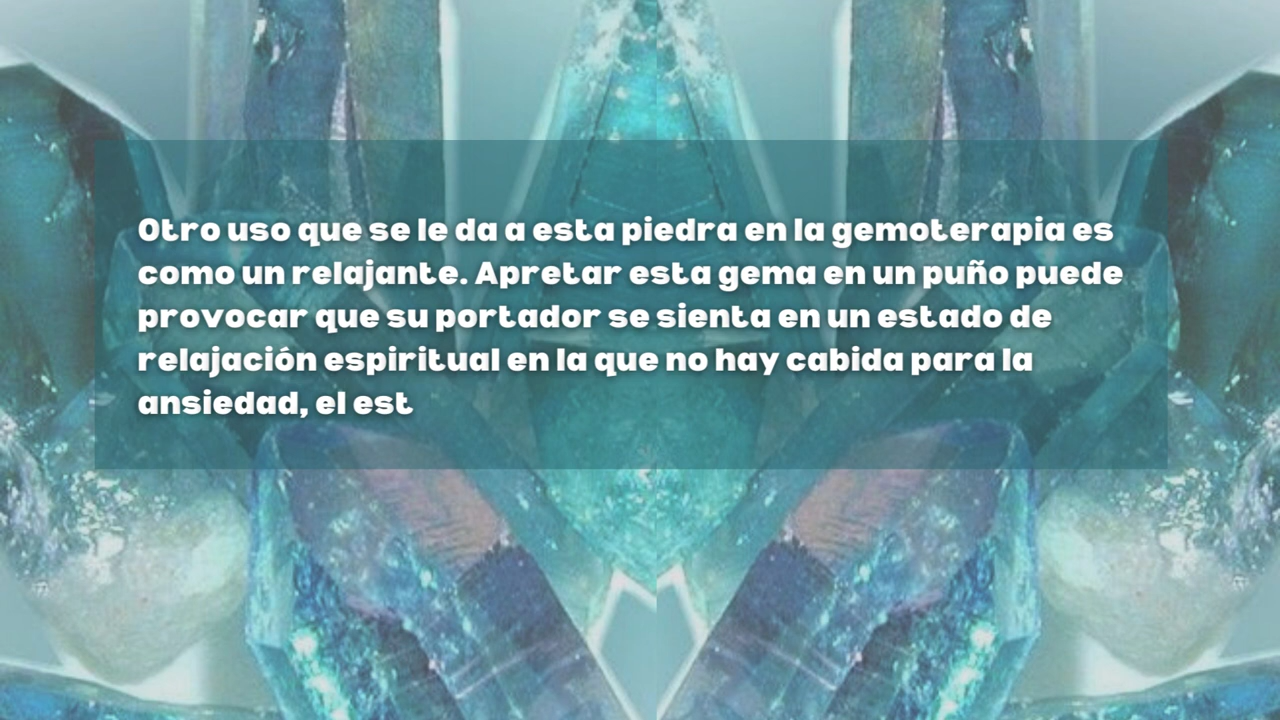 Otro uso que se le da a esta piedra en la gemoterapia es
como un relajante. Apretar esta gema en un puño puede
provocar que su portador se sienta en un estado de
relajación espiritual en la que no hay cabida para la
ansiedad, el est